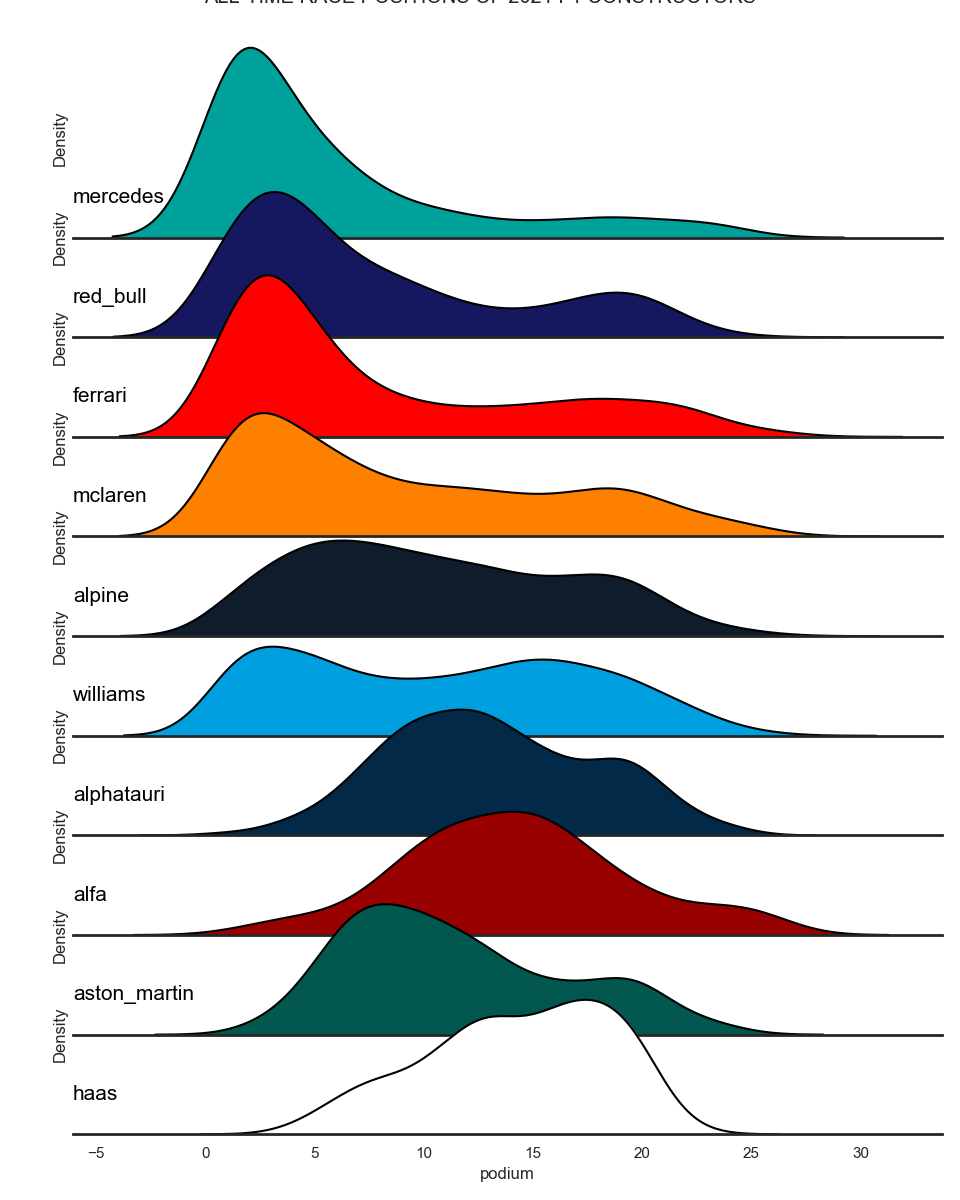 Density
mercedes
Density
red_bull
Density
ferrari
Density
mclaren
Density
alpine
Density
williams
Density
alphatauri
Density
alfa
Density
aston_martin
Density
haas
−5 0 5 10 15 20 25 30
podium